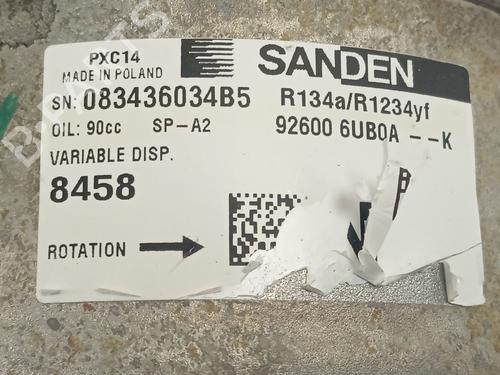 PXC14
MADE IN POLAND
SANDEN
SN: 083436034B5
R134a/R1234yf
OIL: 90cc SP-A2
92600 6UB0A --K
VARIABLE DISP.
8458
ROTATION
B-PARTS